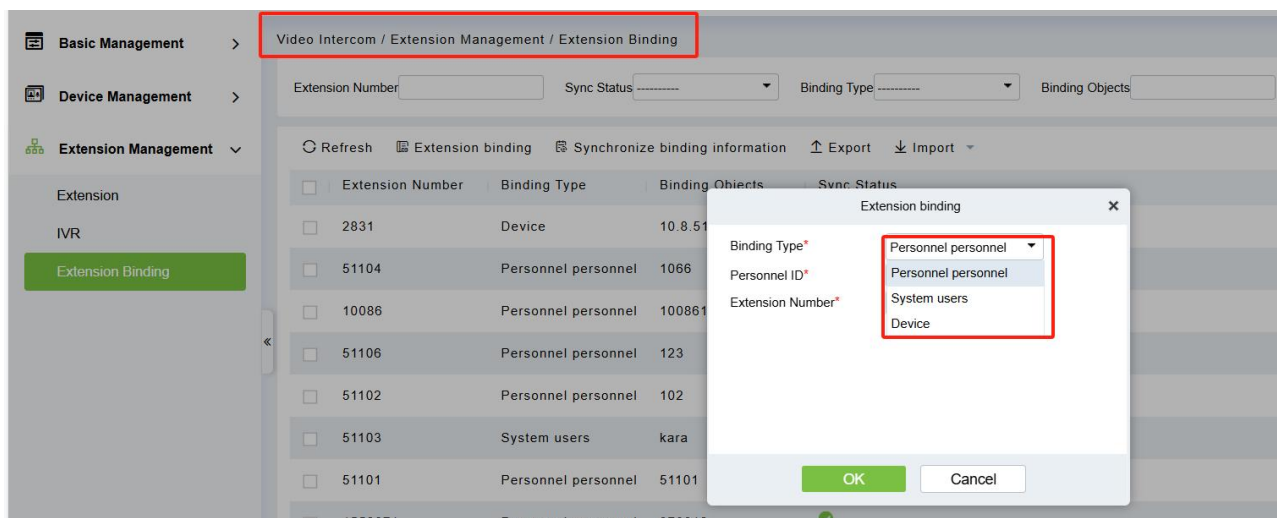 Basic Management
Device Management
Extension Management
Extension
IVR
Extension Binding
Video Intercom / Extension Management / Extension Binding
Extension Number Sync Status ---------- Binding Type ---------- Binding Objects
Refresh Extension binding Synchronize binding information Export Import
Extension Number Binding Type Binding Objects Sync Status
2831 Device 10.8.51
51104 Personnel personnel 1066
10086 Personnel personnel 100861
51106 Personnel personnel 123
51102 Personnel personnel 102
51103 System users kara
51101 Personnel personnel 51101
Extension binding
Binding Type* Personnel personnel
Personnel ID* Personnel personnel
System users
Extension Number*
Device
OK Cancel